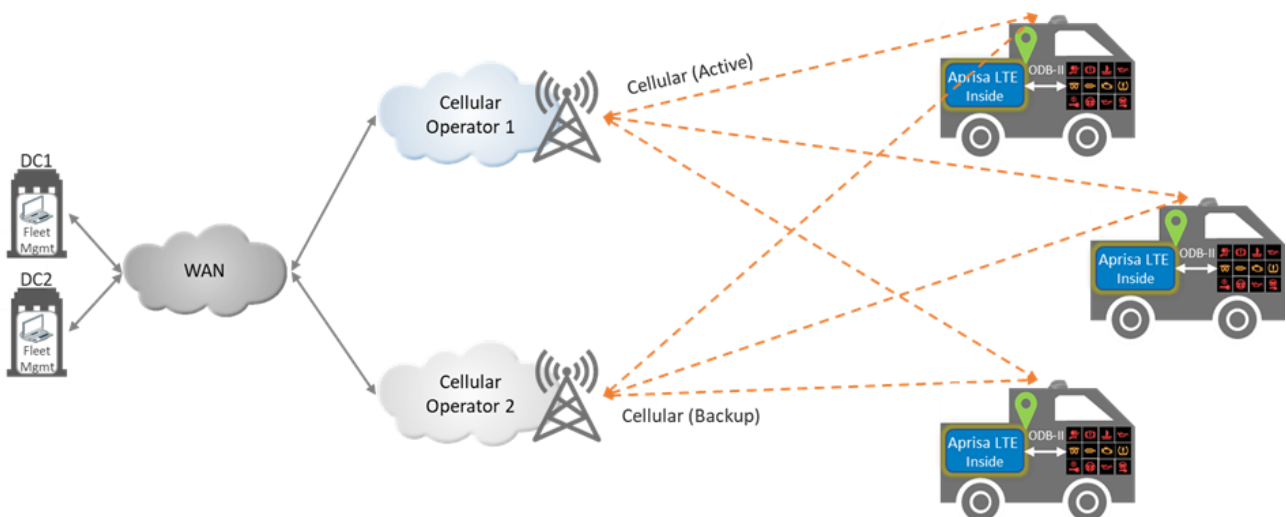 DC1
Fleet
Mgmt
DC2
Fleet
Mgmt
WAN
Cellular
Operator 1
Cellular
Operator 2
Cellular (Active)
Cellular (Backup)
Aprisa LTE
Inside
ODB-II
Aprisa LTE
Inside
ODB-II
Aprisa LTE
Inside
ODB-II